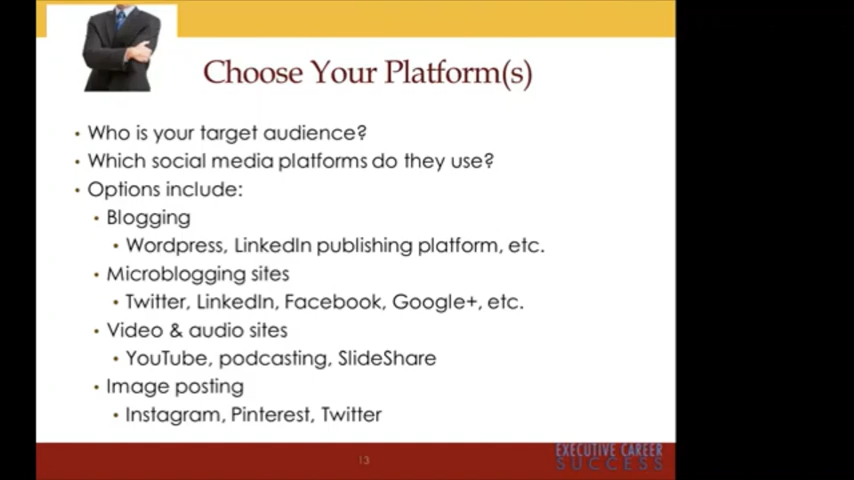 Choose Your Platform(s)
• Who is your target audience?
• Which social media platforms do they use?
• Options include:
• Blogging
• Wordpress, LinkedIn publishing platform, etc.
• Microblogging sites
• Twitter, LinkedIn, Facebook, Google+, etc.
• Video & audio sites
• YouTube, podcasting, SlideShare
• Image posting
• Instagram, Pinterest, Twitter
13
EXECUTIVE CAREER
SUCCESS